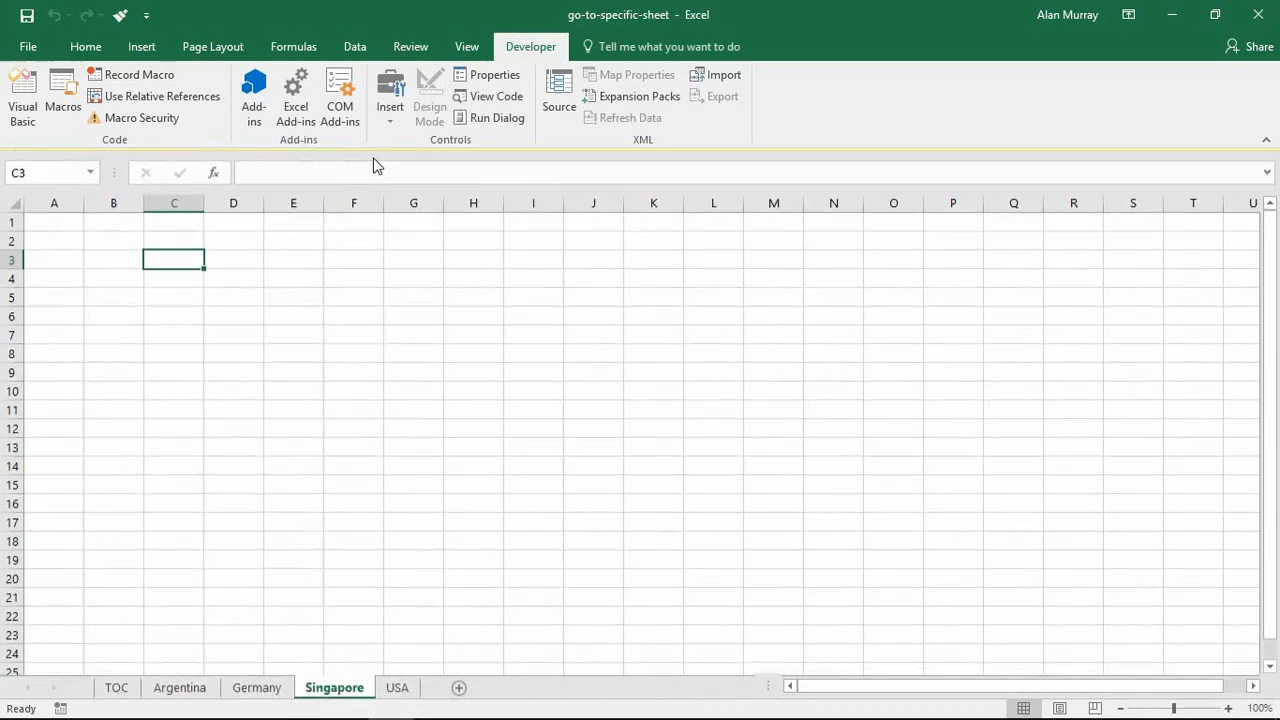 go-to-specific-sheet - Excel
Alan Murray
File Home Insert Page Layout Formulas Data Review View Developer Tell me what you want to do Share
Visual Basic
Macros
Record Macro
Use Relative References
Macro Security
Code
Add-ins
Excel Add-ins
COM Add-ins
Add-ins
Insert
Design Mode
Properties
View Code
Run Dialog
Controls
Source
Map Properties
Expansion Packs
Refresh Data
Import
Export
XML
C3
fx
A B C D E F G H I J K L M N O P Q R S T U
1
2
3
4
5
6
7
8
9
10
11
12
13
14
15
16
17
18
19
20
21
22
23
24
25
TOC Argentina Germany Singapore USA
Ready
100%